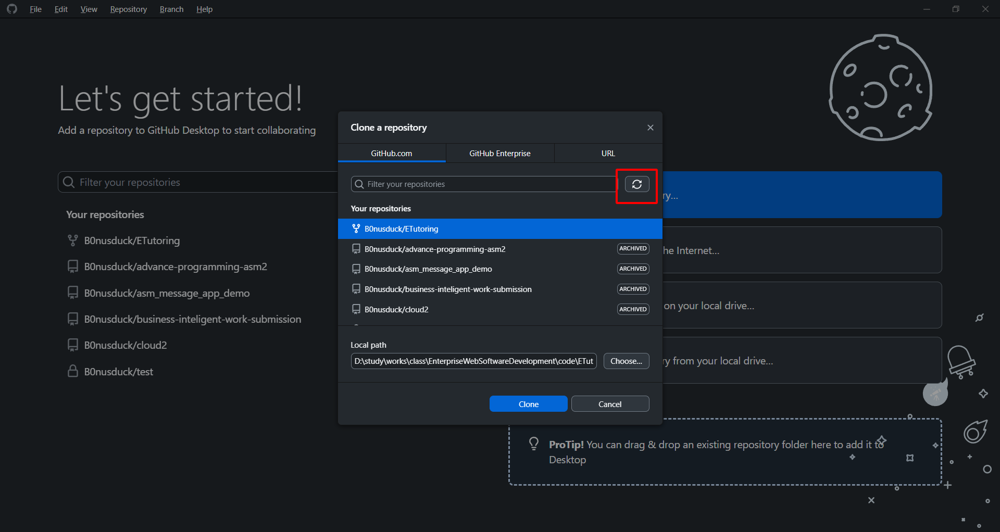 File Edit View Repository Branch Help
Let's get started!
Add a repository to GitHub Desktop to start collaborating
Filter your repositories
Your repositories
B0nusduck/ETutoring
B0nusduck/advance-programming-asm2
B0nusduck/asm_message_app_demo
B0nusduck/business-inteligent-work-submission
B0nusduck/cloud2
B0nusduck/test
Clone a repository
GitHub.com GitHub Enterprise URL
Filter your repositories
Your repositories
B0nusduck/ETutoring
B0nusduck/advance-programming-asm2 ARCHIVED
B0nusduck/asm_message_app_demo ARCHIVED
B0nusduck/business-inteligent-work-submission ARCHIVED
B0nusduck/cloud2 ARCHIVED
Local path
D:\study\works\class\EnterpriseWebSoftwareDevelopment\code\ETut Choose...
Clone Cancel
ry...
he Internet...
on your local drive...
ry from your local drive...
ProTip! You can drag & drop an existing repository folder here to add it to
Desktop